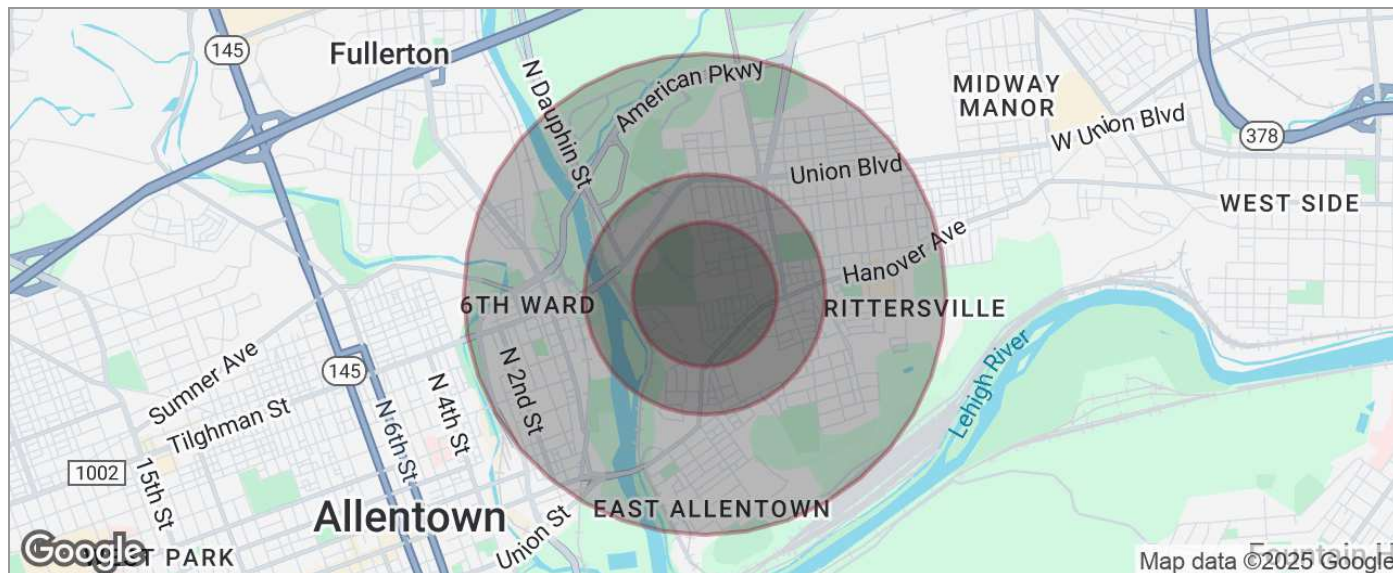 145
Fullerton
N Dauphin St
American Pkwy
MIDWAY
MANOR
W Union Blvd
378
Union Blvd
WEST SIDE
Hanover Ave
6TH WARD
RITTERSVILLE
Sumner Ave
145
N 2nd St
N 4th St
N 6th St
Tilghman St
Lehigh River
1002
15th St
Allentown
EAST ALLENTOWN
Union St
Google
WEST PARK
Fountain H
Map data ©2025 Google